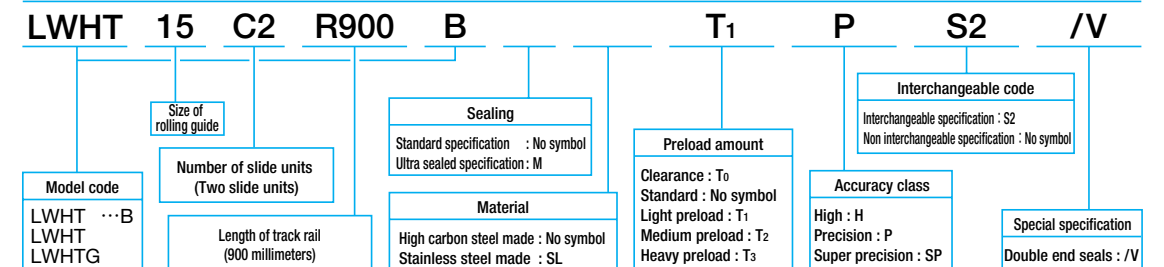 LWHT 15 C2 R900 B T1 P S2 /V
Interchangeable code
Interchangeable specification : S2
Non interchangeable specification : No symbol
Size of
rolling guide
Sealing
Standard specification : No symbol
Ultra sealed specification : M
Number of slide units
(Two slide units)
Preload amount
Clearance : T0
Standard : No symbol
Light preload : T1
Medium preload : T2
Heavy preload : T3
Model code
LWHT …B
LWHT
LWHTG
Length of track rail
(900 millimeters)
Material
High carbon steel made : No symbol
Stainless steel made : SL
Accuracy class
High : H
Precision : P
Super precision : SP
Special specification
Double end seals : /V